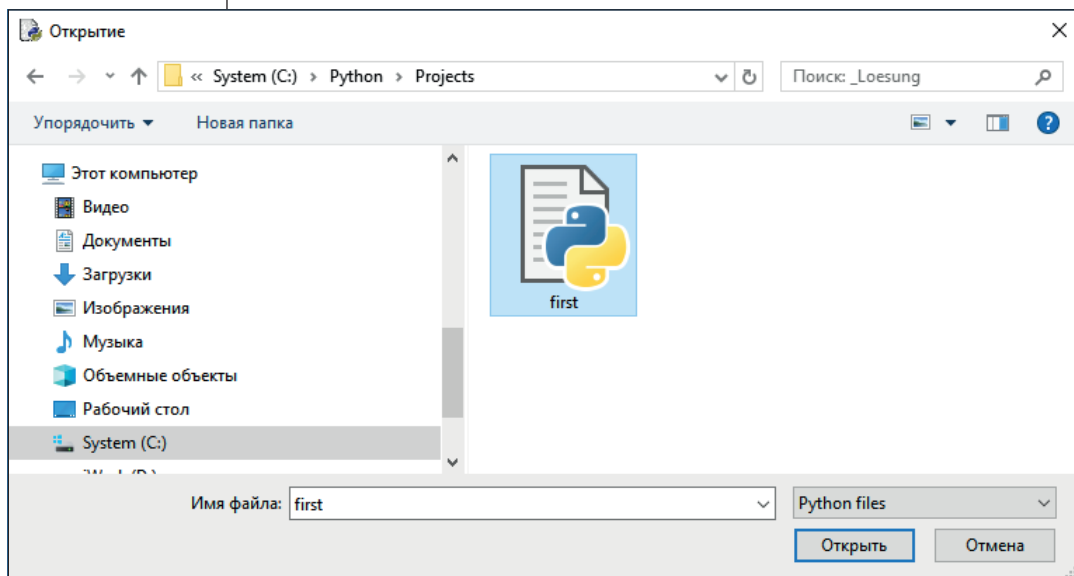 Открытие
« System (C:) › Python › Projects
Поиск: _Loesung
Упорядочить
Новая папка
Этот компьютер
Видео
Документы
Загрузки
Изображения
Музыка
Объемные объекты
Рабочий стол
System (C:)
first
Имя файла: first
Python files
Открыть
Отмена